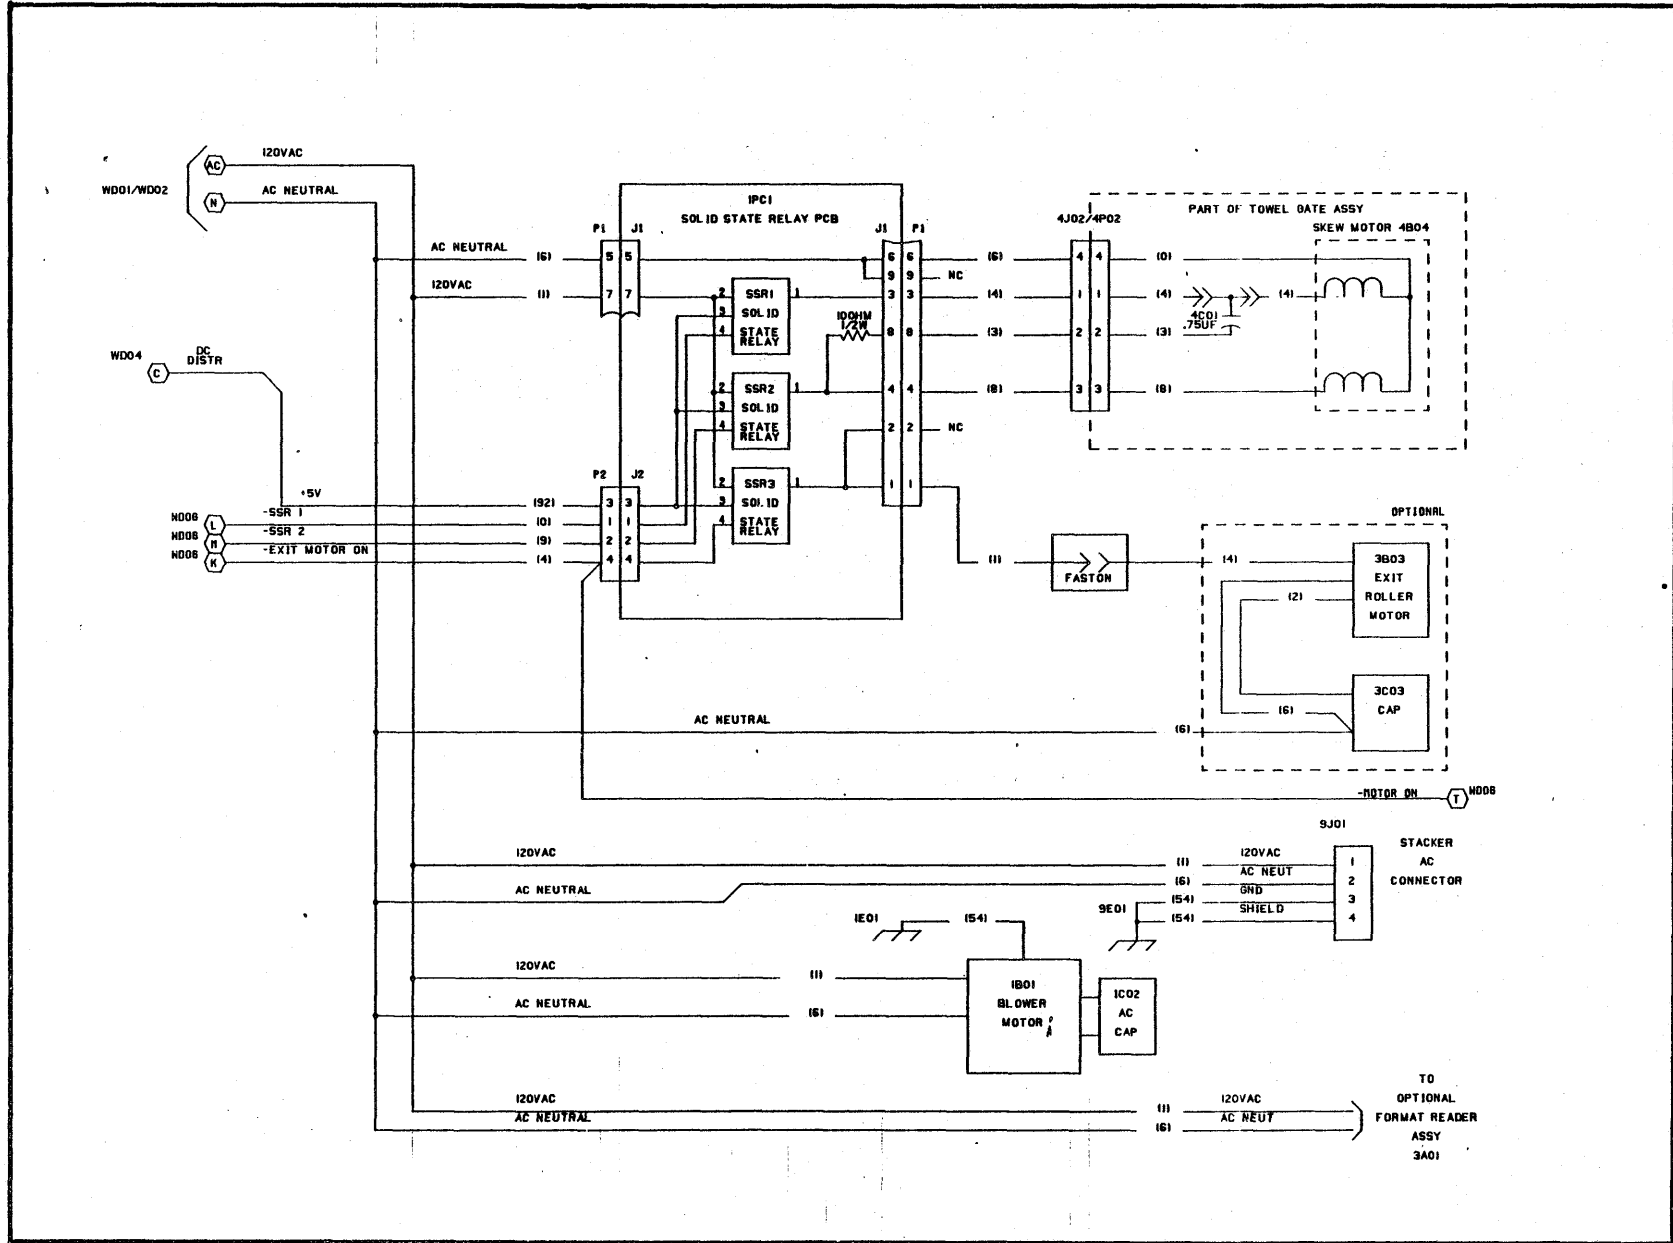 120VAC
AC
WD01/WD02
AC NEUTRAL
N
1PC1
SOLID STATE RELAY PCB
P1 J1
J1 P1
4J02/4P02
PART OF TOWEL GATE ASSY
SKEW MOTOR 4B04
AC NEUTRAL (6) 5 5
6 6 (6) 4 4 (0)
9 9 NC
120VAC (1) 7 7
2 SSR1 1
3 SOLID
4 STATE
RELAY
3 3 (4) 1 1 (4) (4)
100HM
1/2W
8 8 (3) 2 2 (3)
4C01
.75UF
WD04
C
DC
DISTR
2 SSR2 1
3 SOLID
4 STATE
RELAY
4 4 (8) 3 3 (8)
2 2 NC
P2 J2
2 SSR3 1
3 SOLID
4 STATE
RELAY
1 1
+5V (92) 3 3
WD06 L -SSR 1 (0) 1 1
WD06 M -SSR 2 (9) 2 2
WD06 K -EXIT MOTOR ON (4) 4 4
OPTIONAL
(1)
FASTON
(4)
3B03
EXIT
ROLLER
MOTOR
(2)
3C03
CAP
(6)
AC NEUTRAL (6)
-MOTOR ON T WD06
9J01
STACKER
AC
CONNECTOR
120VAC (1) 120VAC 1
AC NEUTRAL (6) AC NEUT 2
(54) GND 3
9E01 (54) SHIELD 4
1E01 (54)
120VAC (1)
AC NEUTRAL (6)
1B01
BLOWER
MOTOR
1C02
AC
CAP
120VAC (1) 120VAC
AC NEUTRAL (6) AC NEUT
TO
OPTIONAL
FORMAT READER
ASSY
3A01